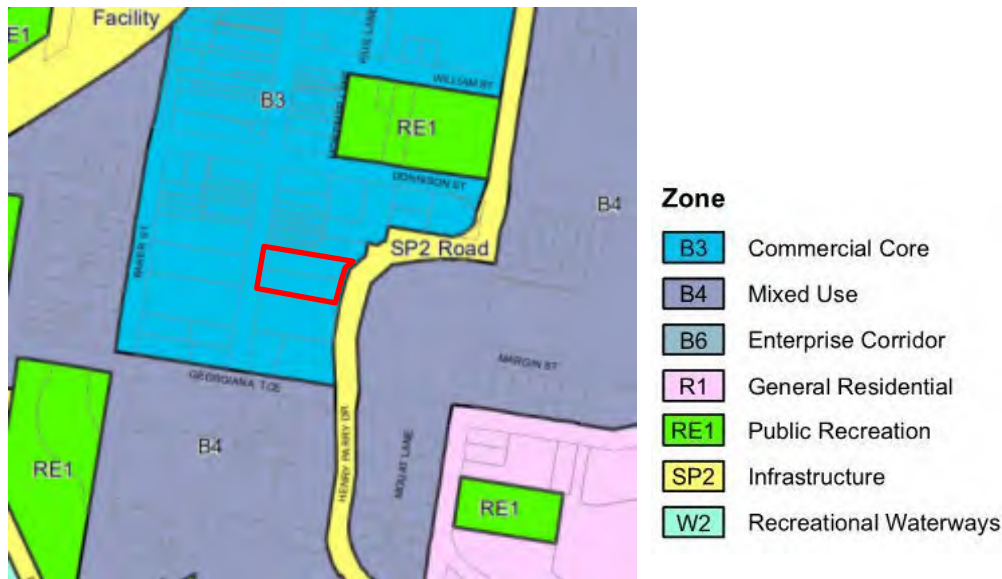 Facility
RE1
WILLIAM ST
B3
RE1
DONNISON ST
B4
BAKER ST
SP2 Road
MARGIN ST
GEORGIANA TCE
B4
HENRY PARRY DR
MOUAT LANE
RE1
RE1
Zone
B3 Commercial Core
B4 Mixed Use
B6 Enterprise Corridor
R1 General Residential
RE1 Public Recreation
SP2 Infrastructure
W2 Recreational Waterways